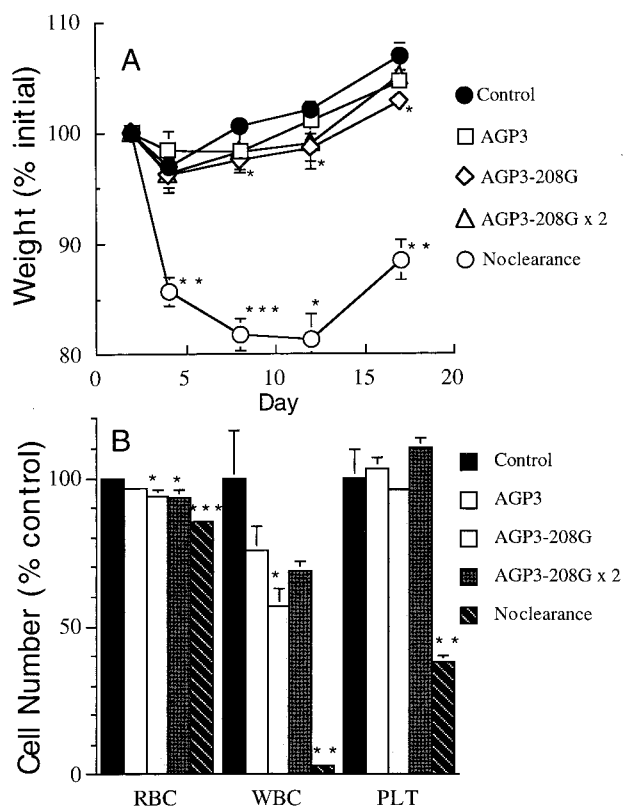 110
A
100
90
80
Weight (% initial)
0
5
10
15
20
Day
Control
AGP3
AGP3-208G
AGP3-208G x 2
Noclearance
*
*
*
* *
* * *
*
* *
B
100
50
0
Cell Number (% control)
* * * * *
*
* *
* *
RBC WBC PLT
Control
AGP3
AGP3-208G
AGP3-208G x 2
Noclearance